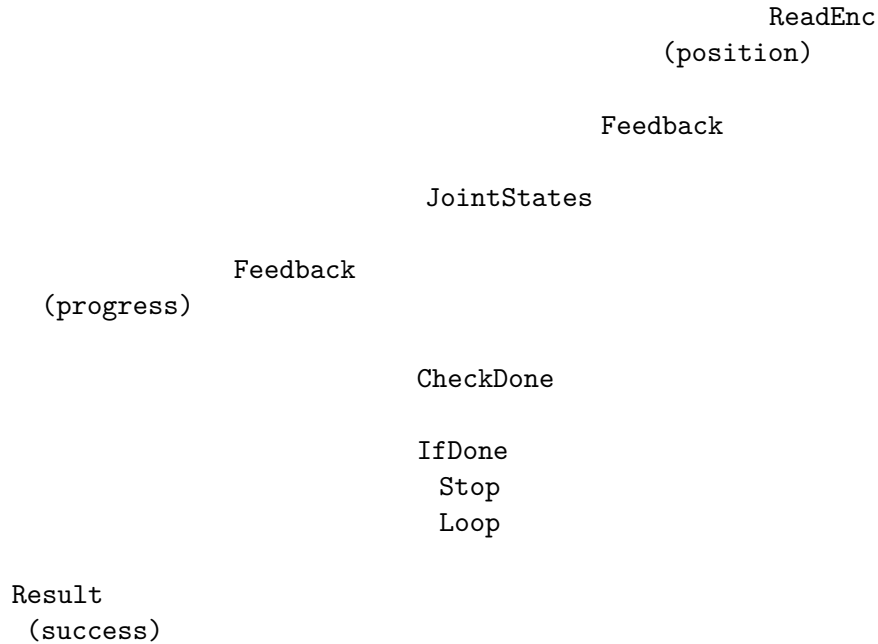 ReadEnc
(position)
Feedback
JointStates
Feedback
(progress)
CheckDone
IfDone
Stop
Loop
Result
(success)